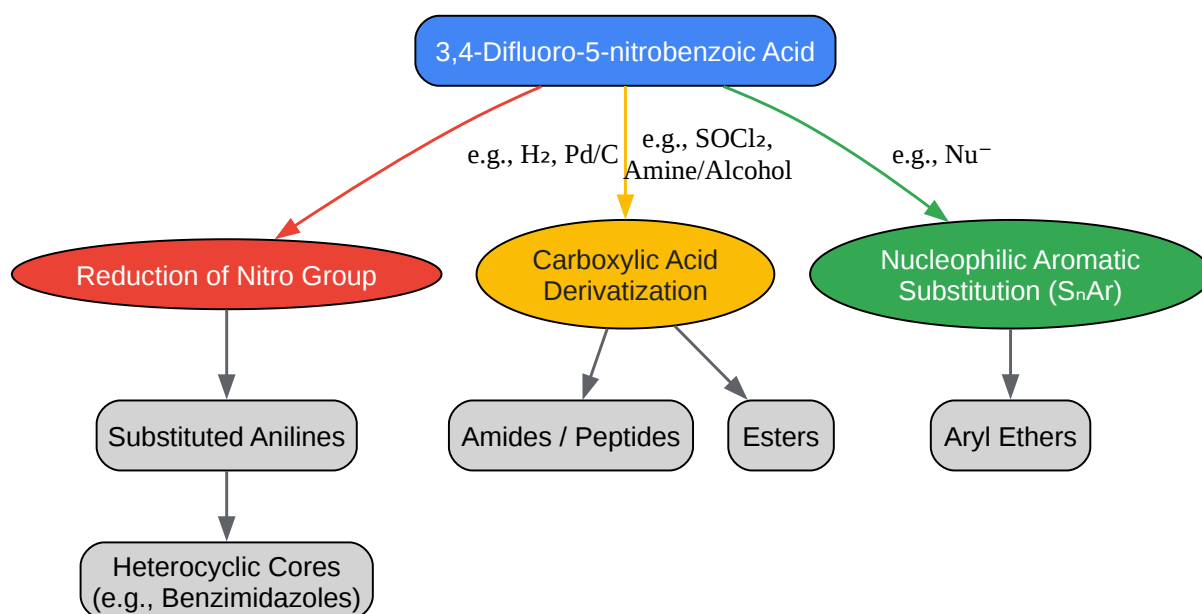 3,4-Difluoro-5-nitrobenzoic Acid
e.g., H₂, Pd/C
e.g., SOCl₂,
Amine/Alcohol
e.g., Nu⁻
Reduction of Nitro Group
Carboxylic Acid
Derivatization
Nucleophilic Aromatic
Substitution (SₙAr)
Substituted Anilines
Amides / Peptides
Esters
Aryl Ethers
Heterocyclic Cores
(e.g., Benzimidazoles)